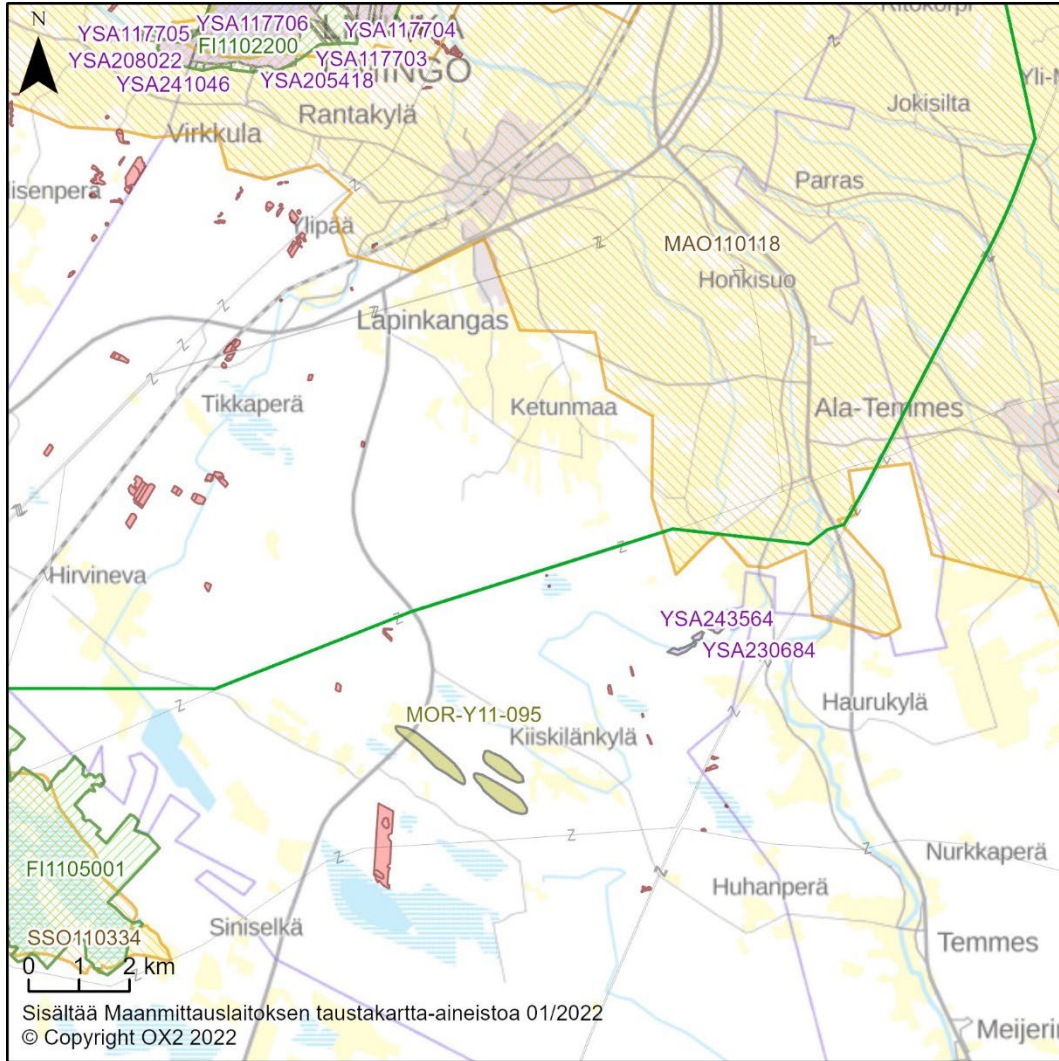 N
YSA117705
YSA117706
YSA117704
FI1102200
YSA208022
YSA117703
YSA241046
YSA205418
Rantakylä
Virkkula
Jokisilta
Parras
Ylipää
MAO110118
Honkisuo
Lapinkangas
Tikkaperä
Ketunmaa
Ala-Temmes
Hirvineva
YSA243564
YSA230684
Haurukylä
MOR-Y11-095
Kiiskilänkylä
FI1105001
Nurkkaperä
Huhanperä
Siniselkä
SSO110334
Temmes
0 1 2 km
Sisältää Maanmittauslaitoksen taustakartta-aineistoa 01/2022
© Copyright OX2 2022
Meijerin